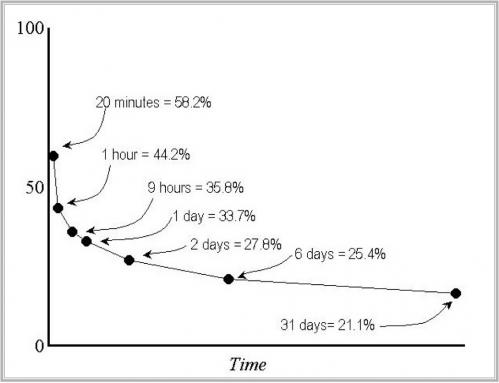 100
20 minutes = 58.2%
1 hour = 44.2%
50
9 hours = 35.8%
1 day = 33.7%
2 days = 27.8%
6 days = 25.4%
31 days= 21.1%
0
Time